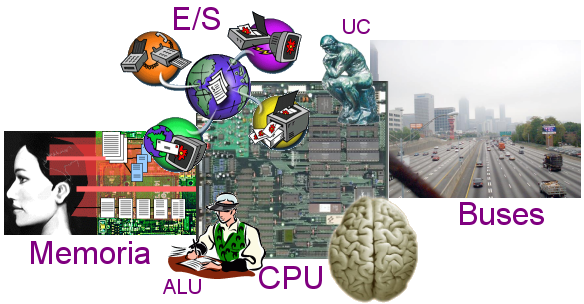 E/S
UC
Memoria
Buses
ALU
CPU